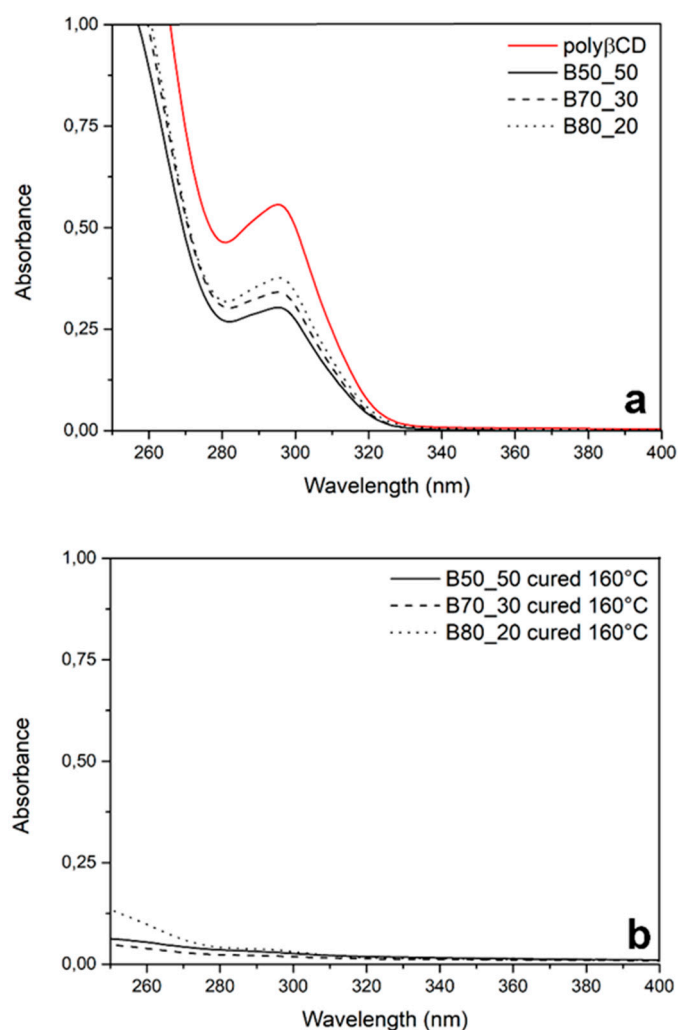 1,00
0,75
0,50
0,25
0,00
Absorbance
polyβCD
B50_50
B70_30
B80_20
a
260 280 300 320 340 360 380 400
Wavelength (nm)
1,00
0,75
0,50
0,25
0,00
Absorbance
B50_50 cured 160°C
B70_30 cured 160°C
B80_20 cured 160°C
b
260 280 300 320 340 360 380 400
Wavelength (nm)